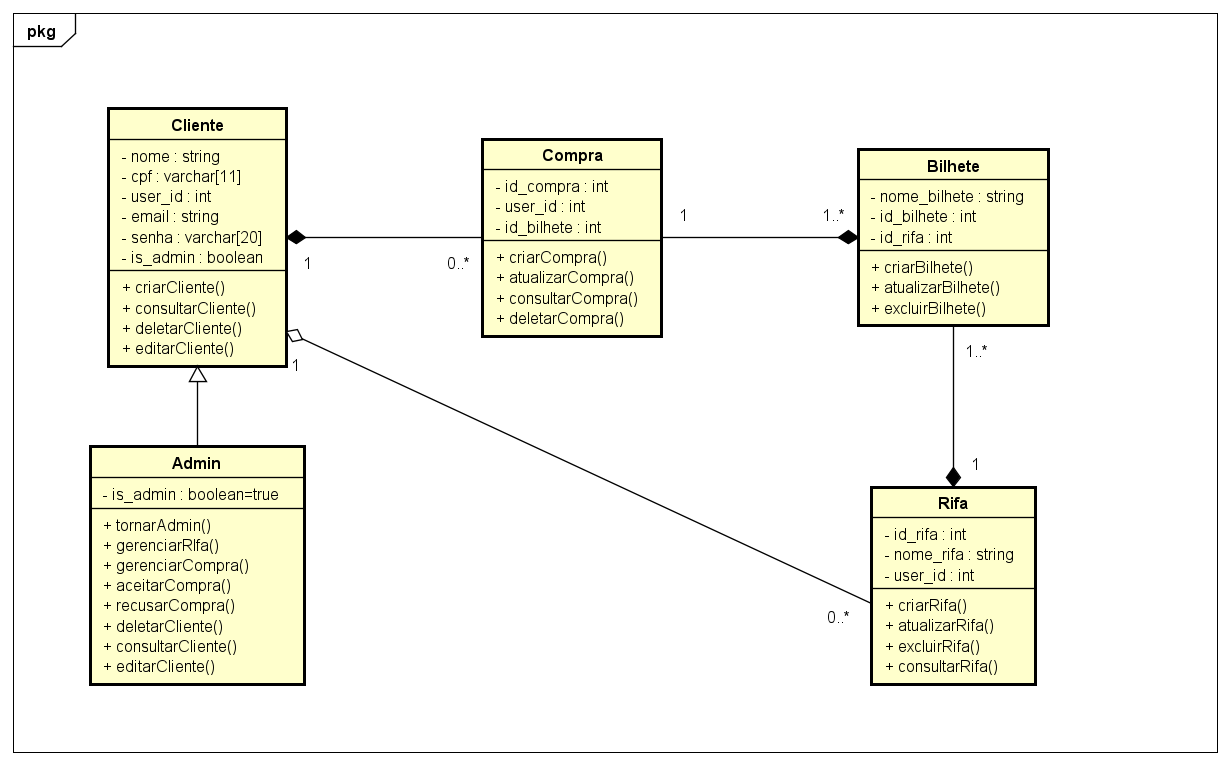 pkg
Cliente
- nome : string
- cpf : varchar[11]
- user_id : int
- email : string
- senha : varchar[20]
- is_admin : boolean
+ criarCliente()
+ consultarCliente()
+ deletarCliente()
+ editarCliente()
1
0..*
Compra
- id_compra : int
- user_id : int
- id_bilhete : int
+ criarCompra()
+ atualizarCompra()
+ consultarCompra()
+ deletarCompra()
1
1..*
Bilhete
- nome_bilhete : string
- id_bilhete : int
- id_rifa : int
+ criarBilhete()
+ atualizarBilhete()
+ excluirBilhete()
1..*
1
1
0..*
Admin
- is_admin : boolean=true
+ tornarAdmin()
+ gerenciarRIfa()
+ gerenciarCompra()
+ aceitarCompra()
+ recusarCompra()
+ deletarCliente()
+ consultarCliente()
+ editarCliente()
Rifa
- id_rifa : int
- nome_rifa : string
- user_id : int
+ criarRifa()
+ atualizarRifa()
+ excluirRifa()
+ consultarRifa()